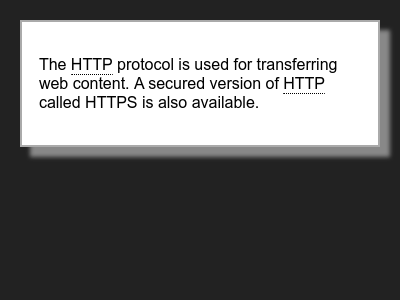 The HTTP protocol is used for transferring
web content. A secured version of HTTP
called HTTPS is also available.